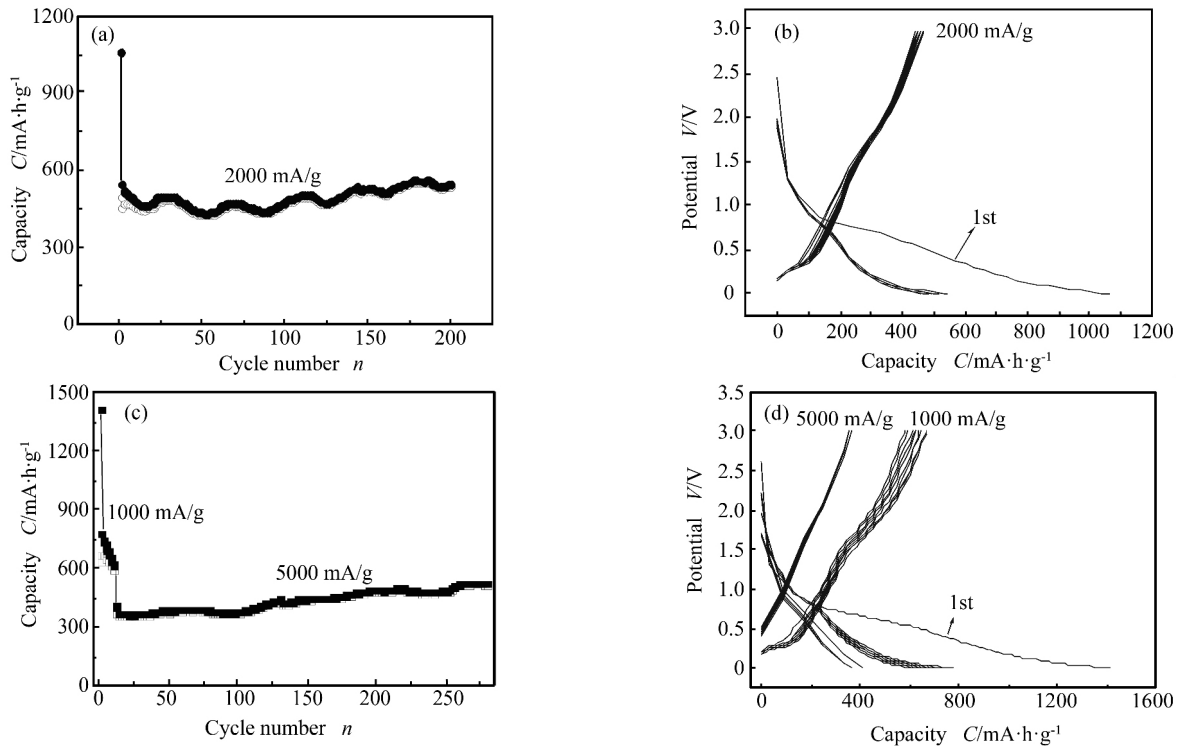 (a)
1200
900
600
300
0
Capacity C/mA·h·g-1
2000 mA/g
0 50 100 150 200
Cycle number n
(b)
2000 mA/g
3.0
2.5
2.0
1.5
1.0
0.5
0
Potential V/V
1st
0 200 400 600 800 1000 1200
Capacity C/mA·h·g-1
(c)
1500
1200
900
600
300
0
Capacity C/mA·h·g-1
1000 mA/g
5000 mA/g
0 50 100 150 200 250
Cycle number n
(d)
5000 mA/g 1000 mA/g
3.5
3.0
2.5
2.0
1.5
1.0
0.5
0
Potential V/V
1st
0 400 800 1200 1600
Capacity C/mA·h·g-1